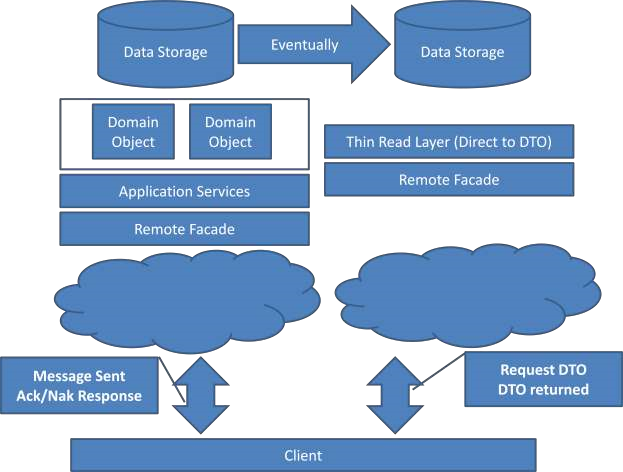 Data Storage
Eventually
Data Storage
Domain
Object
Domain
Object
Thin Read Layer (Direct to DTO)
Application Services
Remote Facade
Remote Facade
Message Sent
Ack/Nak Response
Request DTO
DTO returned
Client